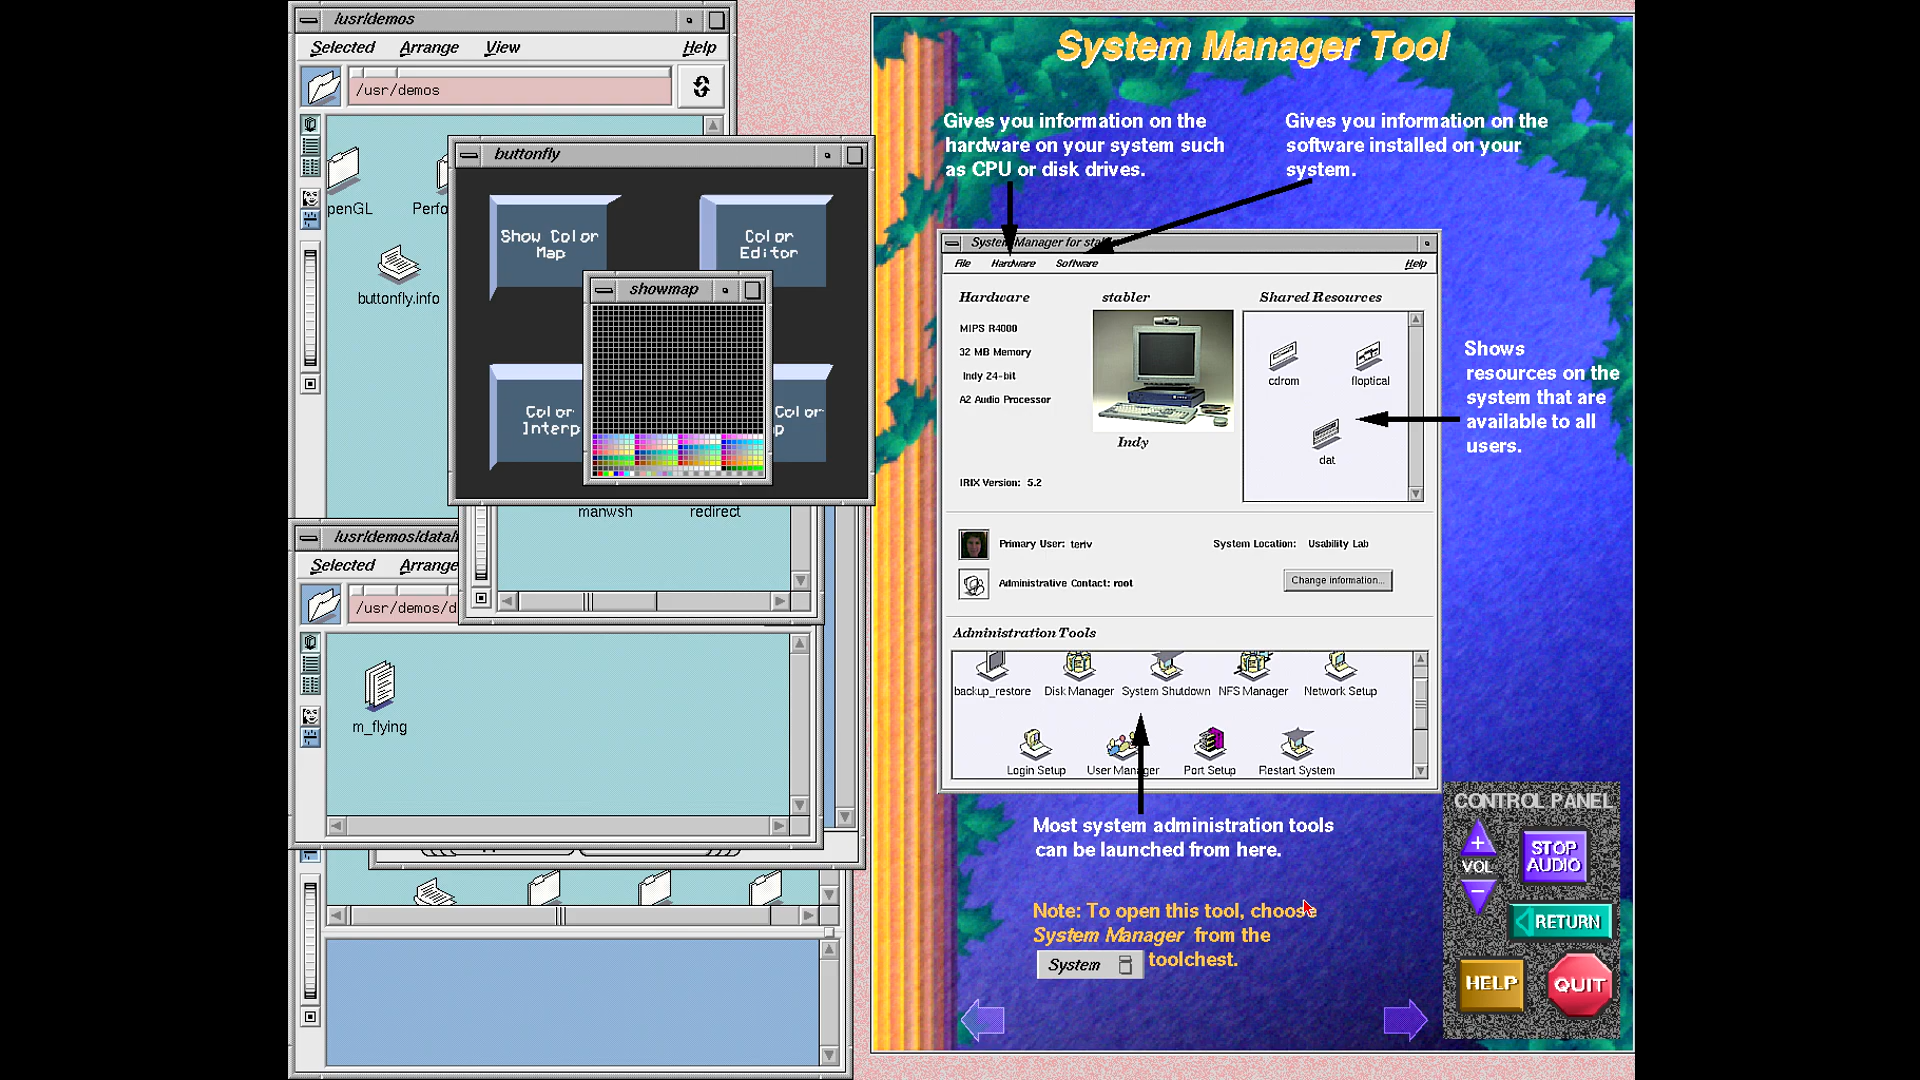 /usr/demos
Selected Arrange View Help
/usr/demos
penGL Perfo
buttonfly.info
buttonfly
Show Color
Map
Color
Editor
showmap
Color
Interp
Color
p
manwsh redirect
/usr/demos/data/
Selected Arrange
/usr/demos/d
m_flying
System Manager Tool
Gives you information on the
hardware on your system such
as CPU or disk drives.
Gives you information on the
software installed on your
system.
System Manager for stab
File Hardware Software Help
Hardware stabler Shared Resources
MIPS R4000
32 MB Memory
Indy 24-bit
A2 Audio Processor
Indy
IRIX Version: 5.2
cdrom floptical
dat
Shows
resources on the
system that are
available to all
users.
Primary User: teriv
System Location: Usability Lab
Administrative Contact: root
Change information...
Administration Tools
backup_restore Disk Manager System Shutdown NFS Manager Network Setup
Login Setup User Manager Port Setup Restart System
Most system administration tools
can be launched from here.
Note: To open this tool, choose
System Manager from the
System toolchest.
CONTROL PANEL
+
VOL
−
STOP
AUDIO
RETURN
HELP
QUIT